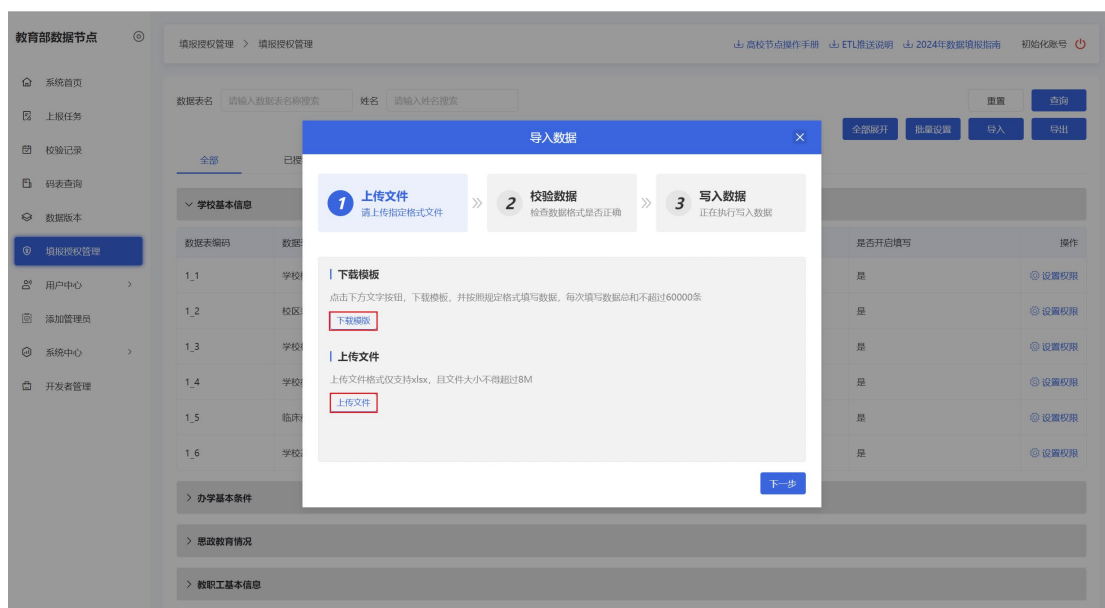 教育部数据节点
填报授权管理 > 填报授权管理
高校节点操作手册 ETL推送说明 2024年数据填报指南 初始化账号
系统首页
上报任务
校验记录
码表查询
数据版本
填报授权管理
用户中心
添加管理员
系统中心
开发者管理
数据表名 请输入数据表名称搜索 姓名 请输入姓名搜索 重置 查询
全部展开 批量设置 导入 导出
全部 已授
学校基本信息
数据表编码 数据 是否开启填写 操作
1_1 学校 是 设置权限
1_2 校区 是 设置权限
1_3 学校 是 设置权限
1_4 学校 是 设置权限
1_5 临床 是 设置权限
1_6 学校 是 设置权限
办学基本条件
思政教育情况
教职工基本信息
导入数据
1 上传文件
请上传指定格式文件
2 校验数据
检查数据格式是否正确
3 写入数据
正在执行写入数据
下载模板
点击下方文字按钮，下载模板，并按照规定格式填写数据，每次填写数据总和不超过60000条
下载模版
上传文件
上传文件格式仅支持xlsx，且文件大小不得超过8M
上传文件
下一步